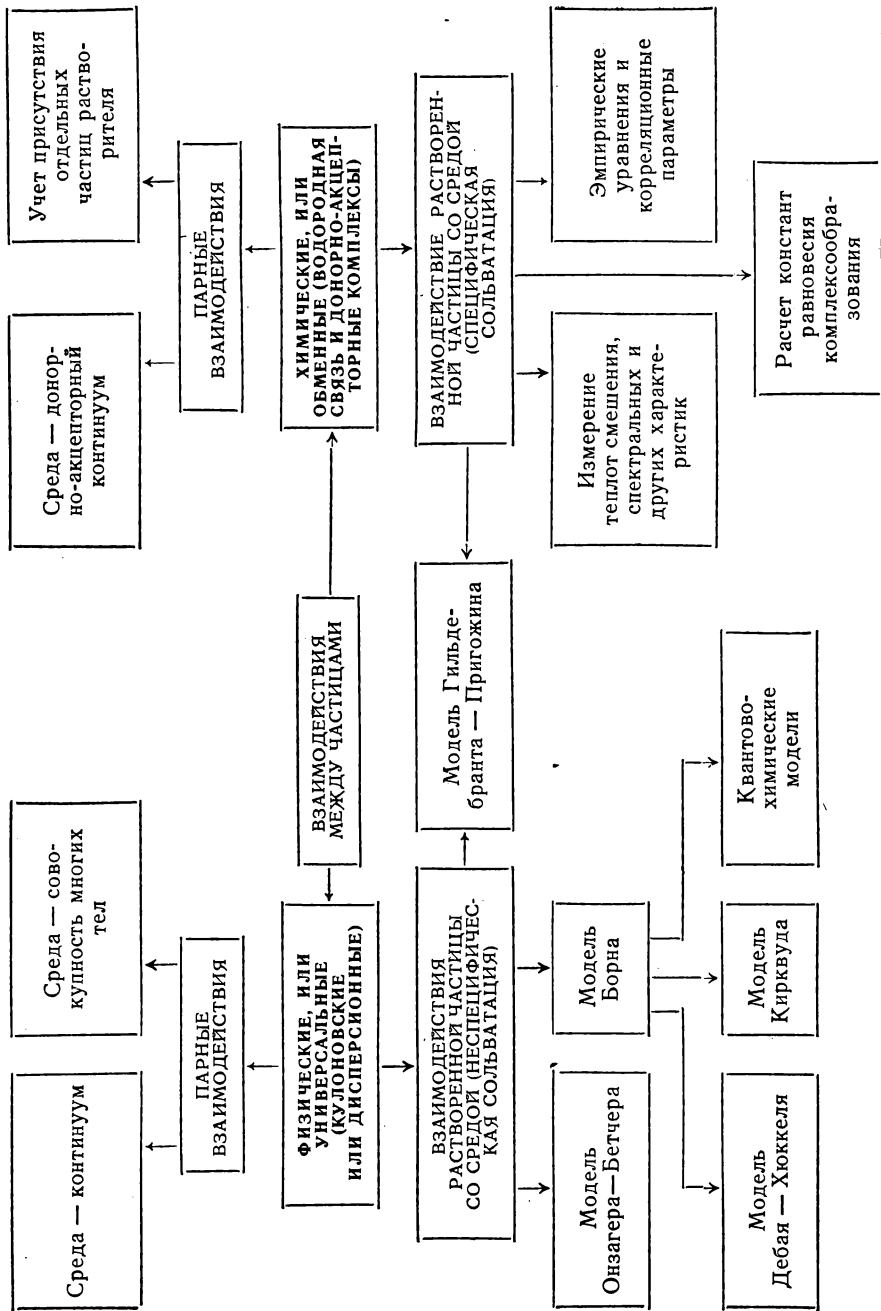 Среда — континуум
Среда — сово-
купность многих
тел
Среда — донор-
но-акцепторный
континуум
Учет присутствия
отдельных
частиц раство-
рителя
ПАРНЫЕ
ВЗАИМОДЕЙСТВИЯ
ПАРНЫЕ
ВЗАИМОДЕЙСТВИЯ
ФИЗИЧЕСКИЕ, ИЛИ
УНИВЕРСАЛЬНЫЕ
(КУЛОНОВСКИЕ
ИЛИ ДИСПЕРСИОННЫЕ)
ВЗАИМОДЕЙСТВИЯ
МЕЖДУ ЧАСТИЦАМИ
ХИМИЧЕСКИЕ, ИЛИ
ОБМЕННЫЕ (ВОДОРОДНАЯ
СВЯЗЬ И ДОНОРНО-АКЦЕП-
ТОРНЫЕ КОМПЛЕКСЫ)
ВЗАИМОДЕЙСТВИЯ
РАСТВОРЕННОЙ ЧАСТИЦЫ
СО СРЕДОЙ (НЕСПЕЦИФИЧЕС-
КАЯ СОЛЬВАТАЦИЯ)
Модель Гильде-
бранта — Пригожина
ВЗАИМОДЕЙСТВИЕ РАСТВОРЕН-
НОЙ ЧАСТИЦЫ СО СРЕДОЙ
(СПЕЦИФИЧЕСКАЯ
СОЛЬВАТАЦИЯ)
Модель
Онзагера—Бетчера
Модель
Борна
Измерение
теплот смешения,
спектральных и
других характе-
ристик
Эмпирические
уравнения и
корреляционные
параметры
Модель
Дебая — Хюккеля
Модель
Кирквуда
Квантово-
химические
модели
Расчет констант
равновесия
комплексообра-
зования